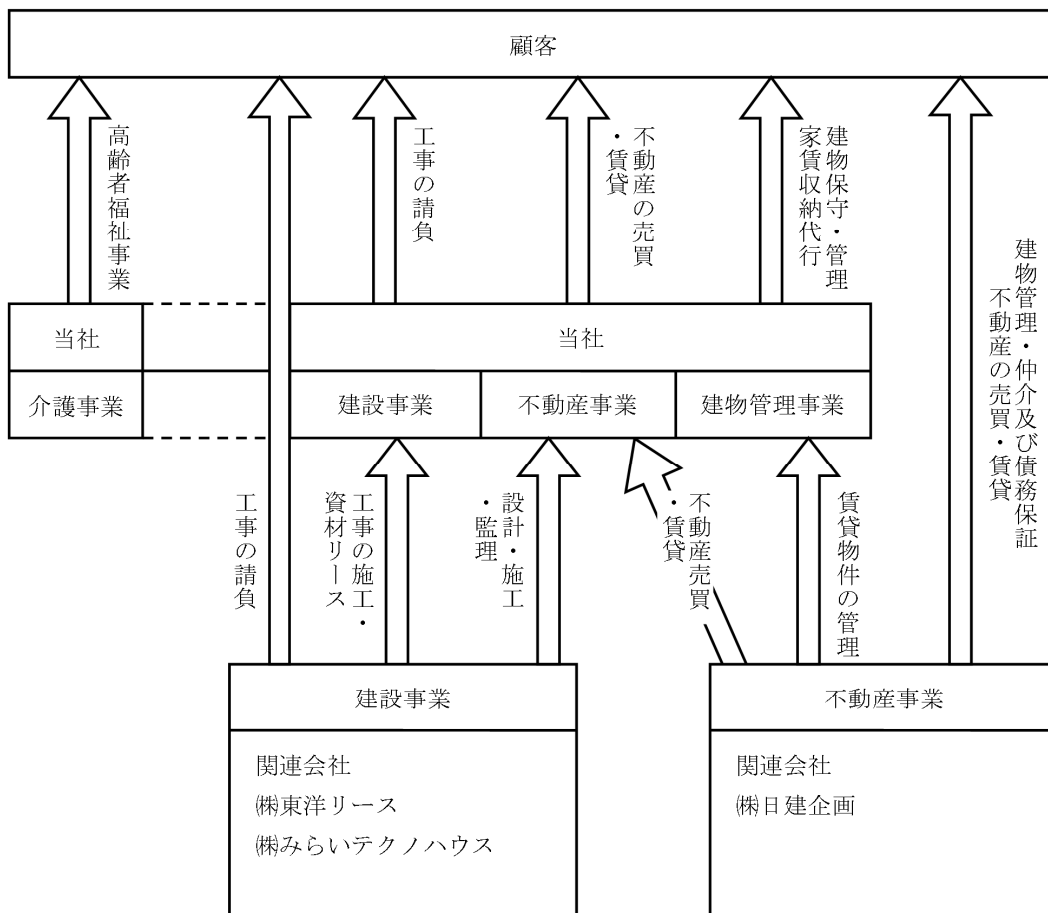 顧客
高齢者福祉事業
工事の請負
不動産の売買
・賃貸
建物保守・管理
家賃収納代行
建物管理・仲介及び債務保証
不動産の売買・賃貸
当社
当社
介護事業
建設事業
不動産事業
建物管理事業
工事の請負
工事の施工・
資材リース
設計・施工
・監理
不動産売買
・賃貸
賃貸物件の管理
建設事業
関連会社
㈱東洋リース
㈱みらいテクノハウス
不動産事業
関連会社
㈱日建企画